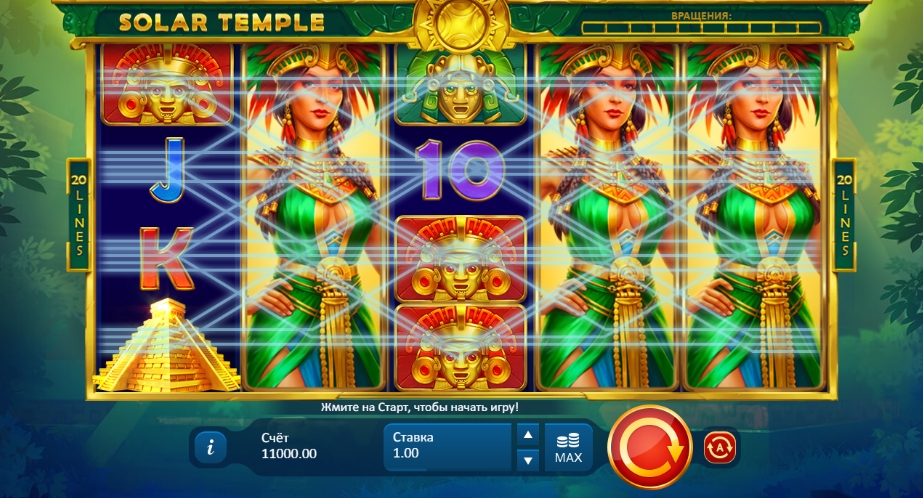 SOLAR TEMPLE
ВРАЩЕНИЯ:
J
10
K
20
LINES
20
LINES
Жмите на Старт, чтобы начать игру!
i
Счёт
11000.00
Ставка
1.00
MAX
A